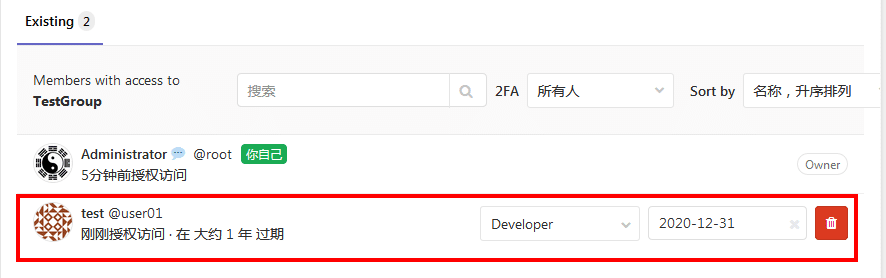 Existing 2
Members with access to
TestGroup
搜索
2FA
所有人
Sort by
名称，升序排列
Administrator @root 你自己
5分钟前授权访问
Owner
test @user01
刚刚授权访问 · 在 大约 1 年 过期
Developer
2020-12-31